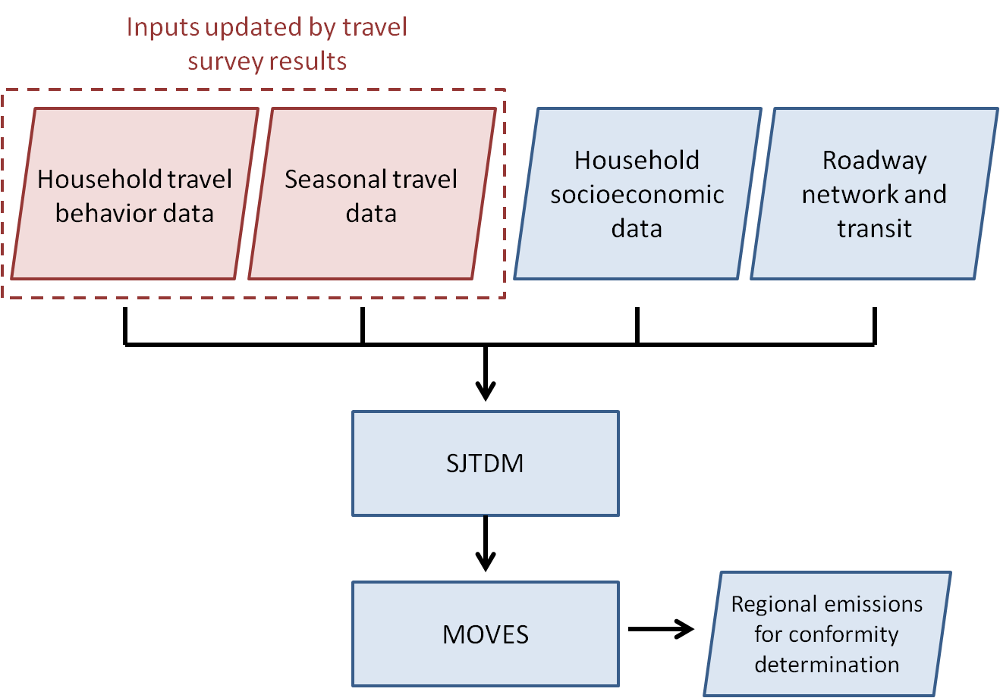 Inputs updated by travel
survey results
Household travel
behavior data
Seasonal travel
data
Household
socioeconomic
data
Roadway
network and
transit
SJTDM
MOVES
Regional emissions
for conformity
determination